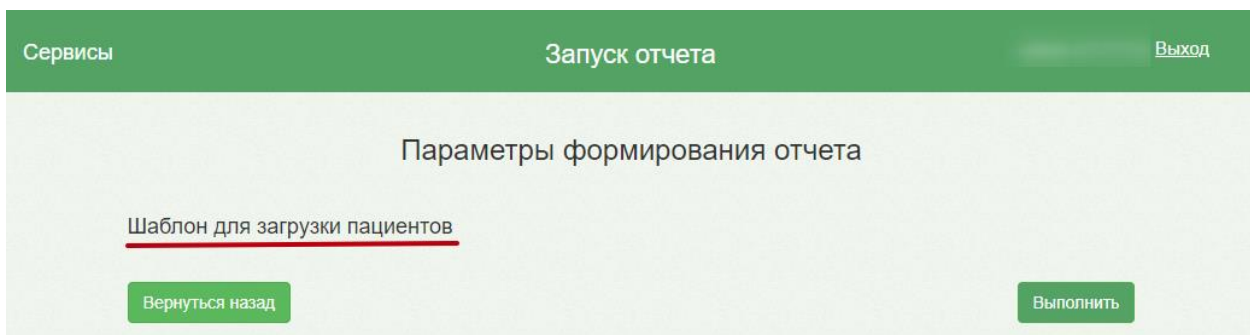 Сервисы
Запуск отчета
Выход
Параметры формирования отчета
Шаблон для загрузки пациентов
Вернуться назад
Выполнить